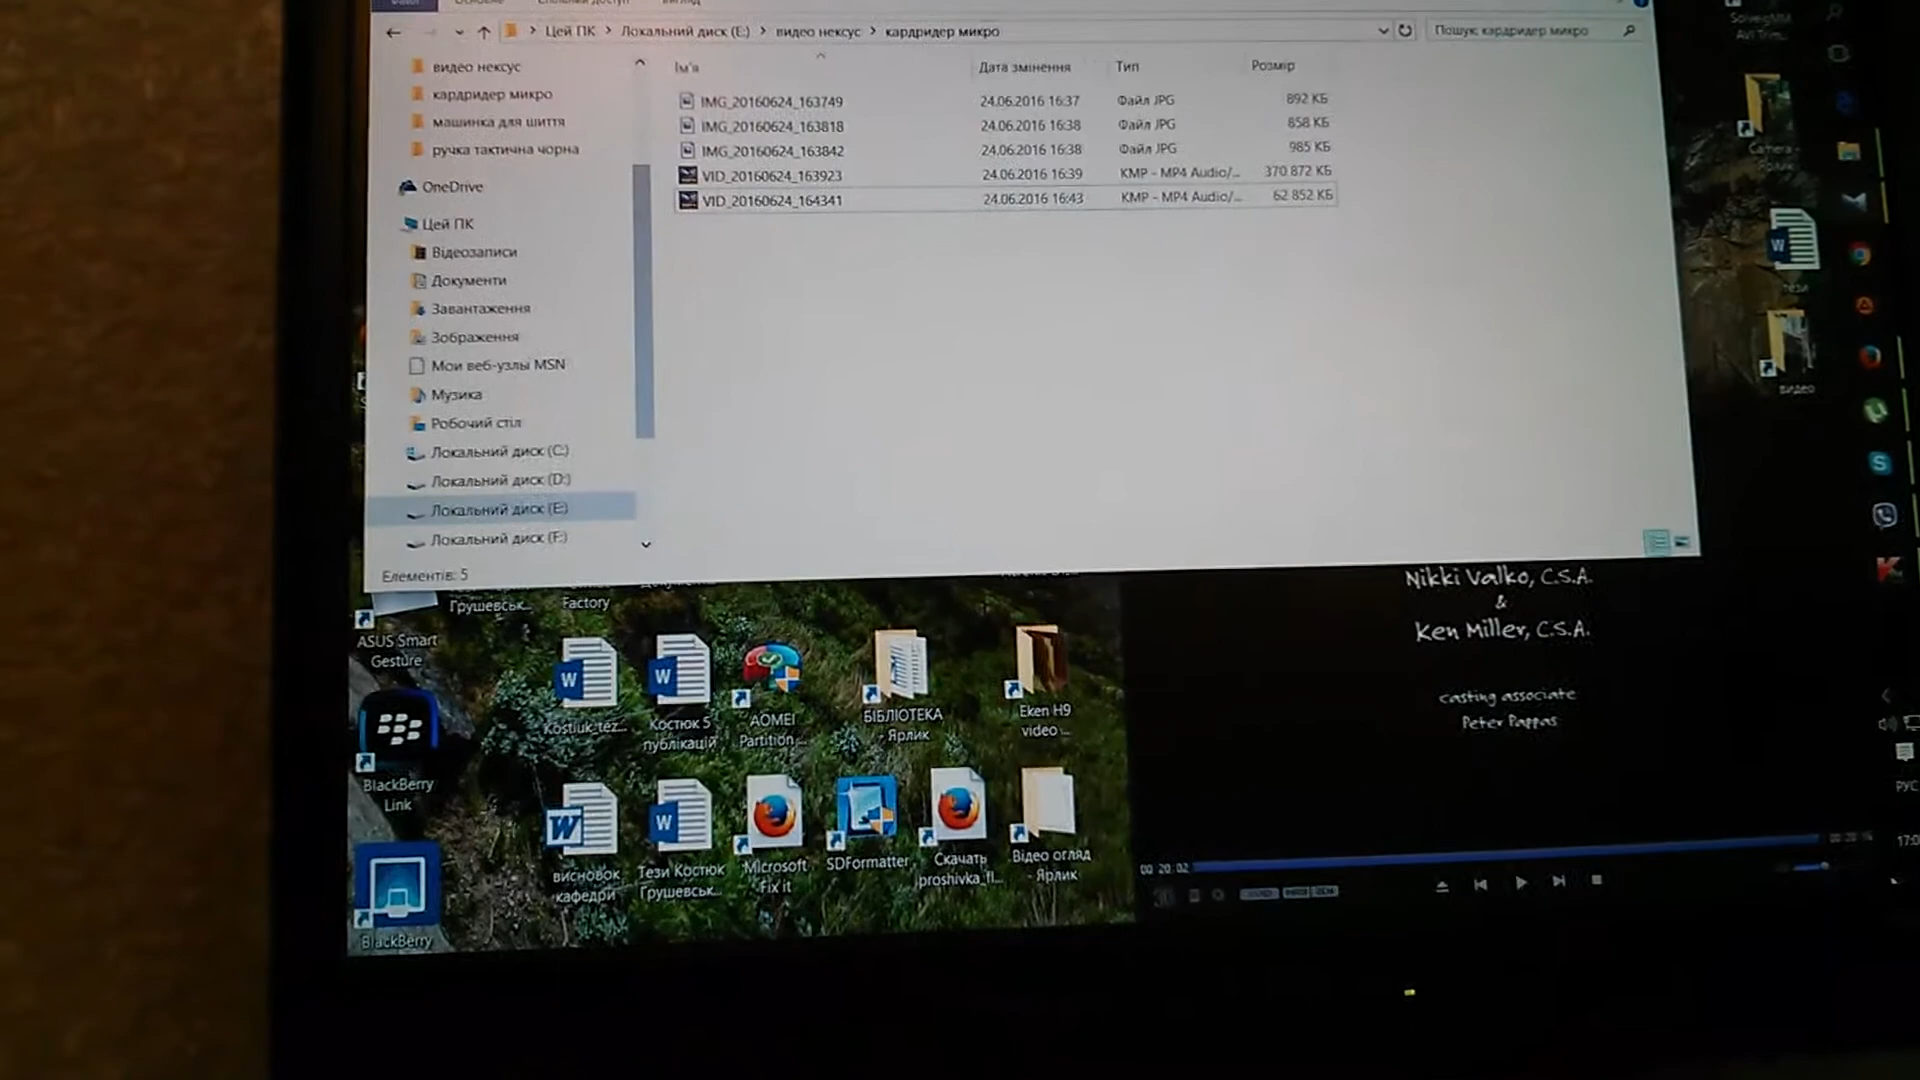 Цей ПК
Локальний диск (E:)
видео нексус
кардридер микро
Пошук: кардридер микро
видео нексус
кардридер микро
машинка для шиття
ручка тактична чорна
OneDrive
Цей ПК
Відеозаписи
Документи
Завантаження
Зображення
Мои веб-узлы MSN
Музика
Робочий стіл
Локальний диск (C:)
Локальний диск (D:)
Локальний диск (E:)
Локальний диск (F:)
Елементів: 5
Ім'я Дата змінення Тип Розмір
IMG_20160624_163749 24.06.2016 16:37 Файл JPG 892 КБ
IMG_20160624_163818 24.06.2016 16:38 Файл JPG 858 КБ
IMG_20160624_163842 24.06.2016 16:38 Файл JPG 985 КБ
VID_20160624_163923 24.06.2016 16:39 KMP - MP4 Audio/... 370 872 КБ
VID_20160624_164341 24.06.2016 16:43 KMP - MP4 Audio/... 62 852 КБ
тези
видео
Грушевськ...
Factory
ASUS Smart
Gesture
Kostiuk_tez...
Костюк 5
публікацій
AOMEI
Partition ...
БІБЛІОТЕКА
- Ярлик
Eken H9
video ...
BlackBerry
Link
висновок
кафедри
Тези Костюк
Грушевськ...
Microsoft
Fix it
SDFormatter
Скачать
proshivka_fl...
Відео огляд
- Ярлик
BlackBerry
Nikki Valko, C.S.A.
&
Ken Miller, C.S.A.
casting associate
Peter Pappas
00:20:02
РУС